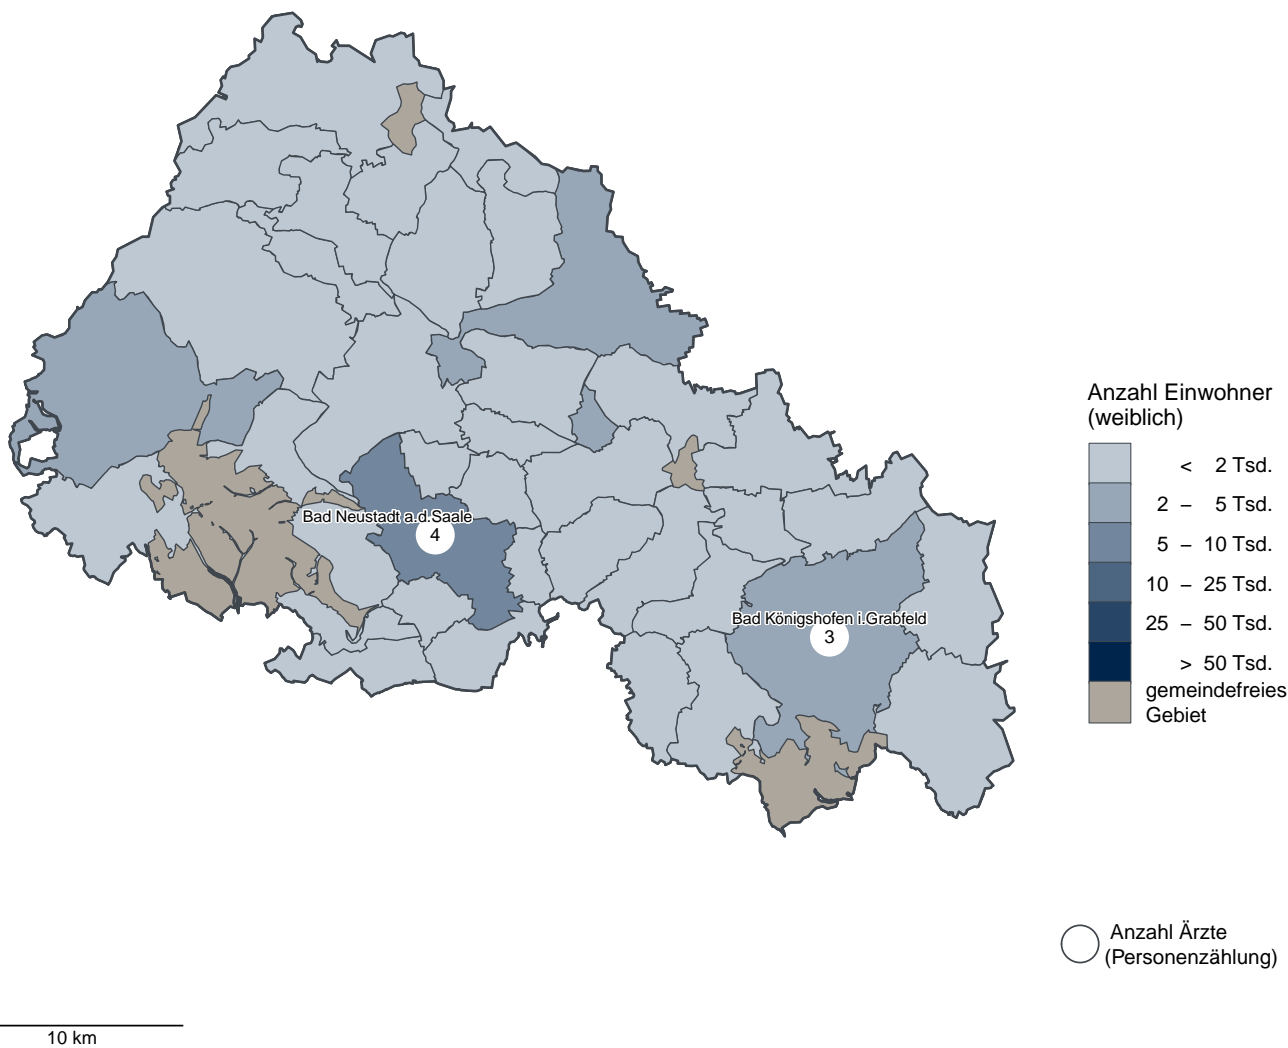 Bad Neustadt a.d.Saale
4
Bad Königshofen i.Grabfeld
3
Anzahl Einwohner
(weiblich)
< 2 Tsd.
2 – 5 Tsd.
5 – 10 Tsd.
10 – 25 Tsd.
25 – 50 Tsd.
> 50 Tsd.
gemeindefreies
Gebiet
Anzahl Ärzte
(Personenzählung)
10 km